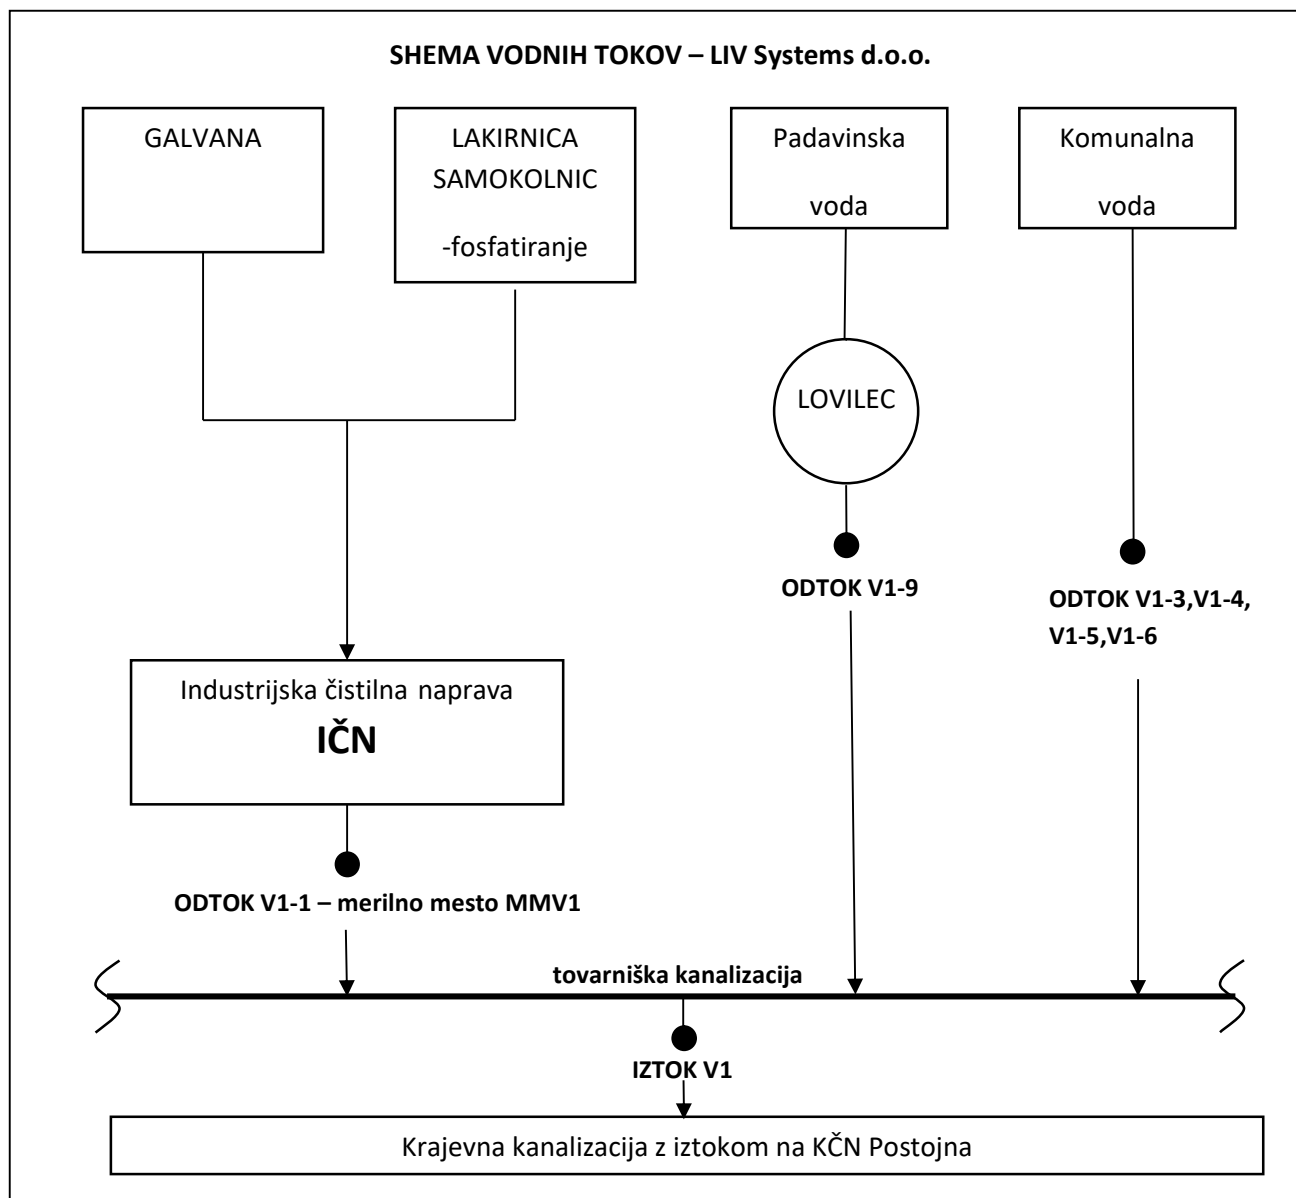 SHEMA VODNIH TOKOV – LIV Systems d.o.o.
GALVANA
LAKIRNICA
SAMOKOLNIC
-fosfatiranje
Padavinska
voda
Komunalna
voda
LOVILEC
ODTOK V1-9
ODTOK V1-3,V1-4,
V1-5,V1-6
Industrijska čistilna naprava
IČN
ODTOK V1-1 – merilno mesto MMV1
tovarniška kanalizacija
IZTOK V1
Krajevna kanalizacija z iztokom na KČN Postojna